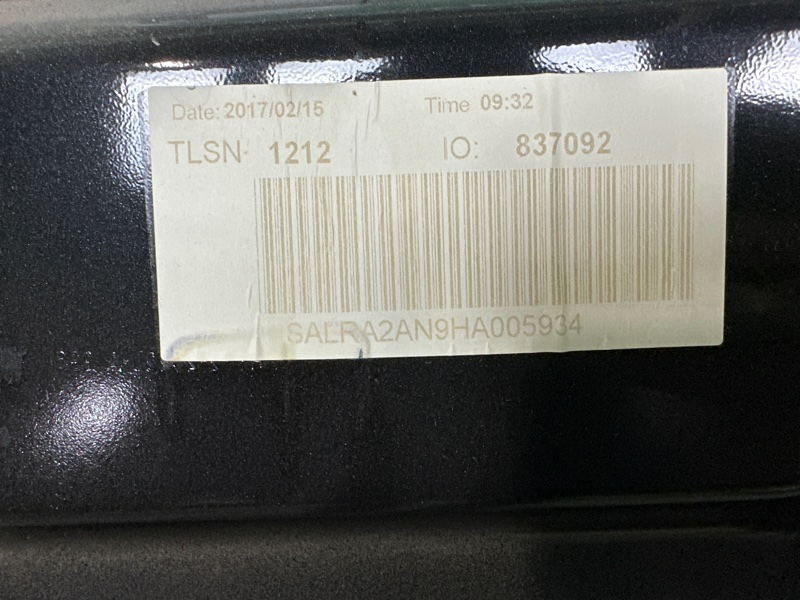 Date: 2017/02/15 Time 09:32
TLSN 1212 IO: 837092
SALRA2AN9HA005934